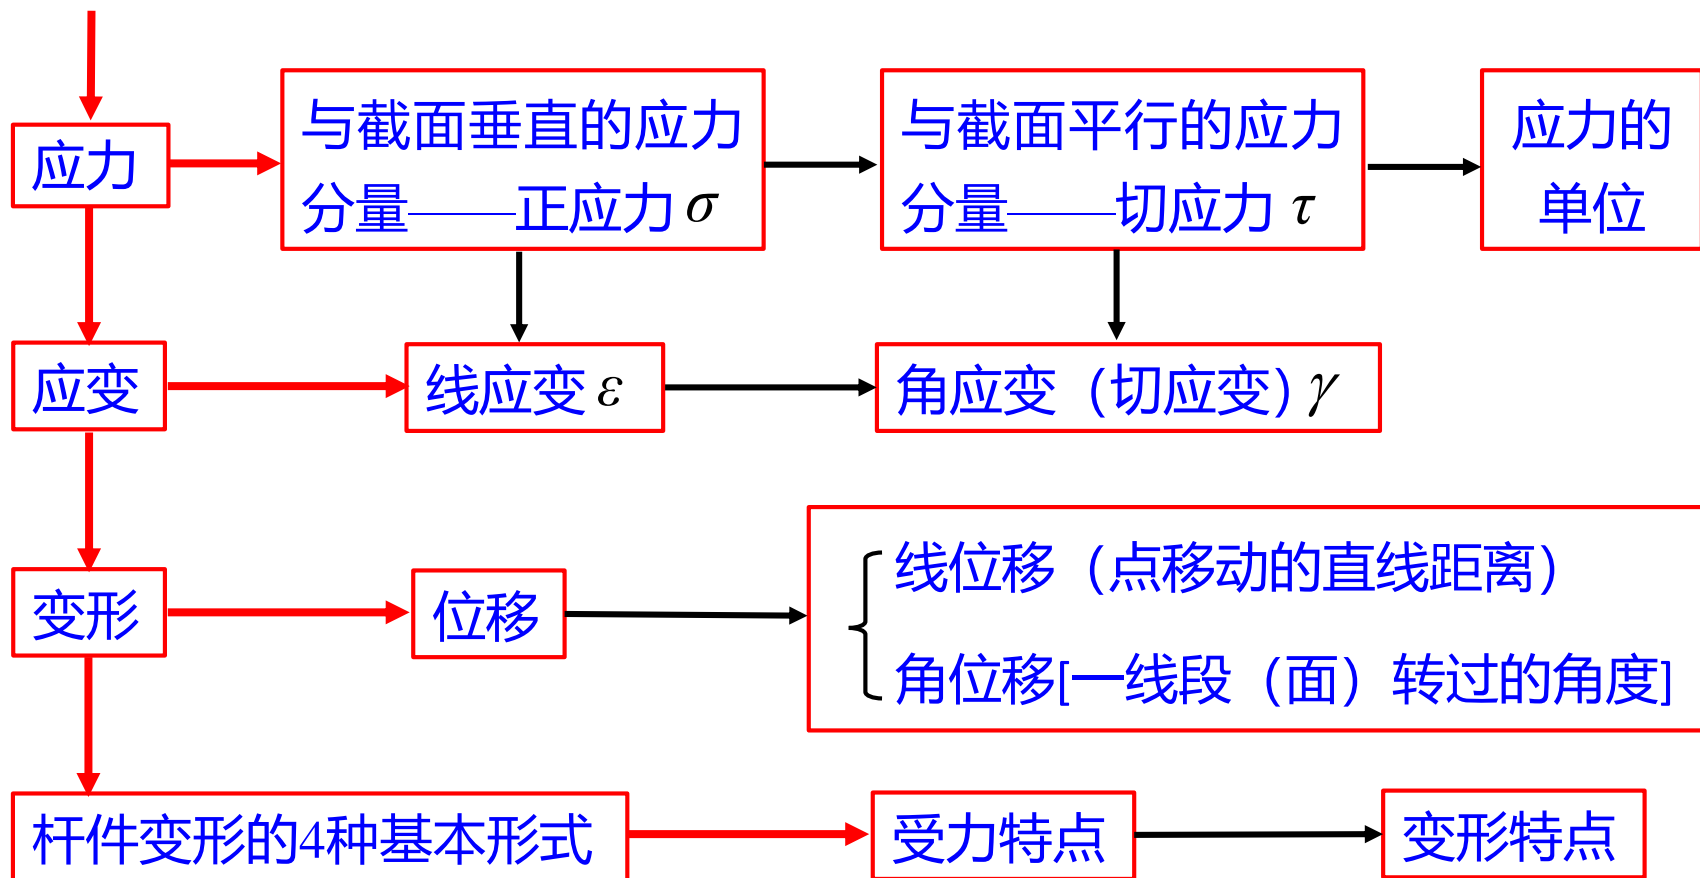 应力
与截面垂直的应力
分量——正应力 σ
与截面平行的应力
分量——切应力 τ
应力的
单位
应变
线应变 ε
角应变（切应变）γ
变形
位移
线位移（点移动的直线距离）
角位移[一线段（面）转过的角度]
杆件变形的4种基本形式
受力特点
变形特点